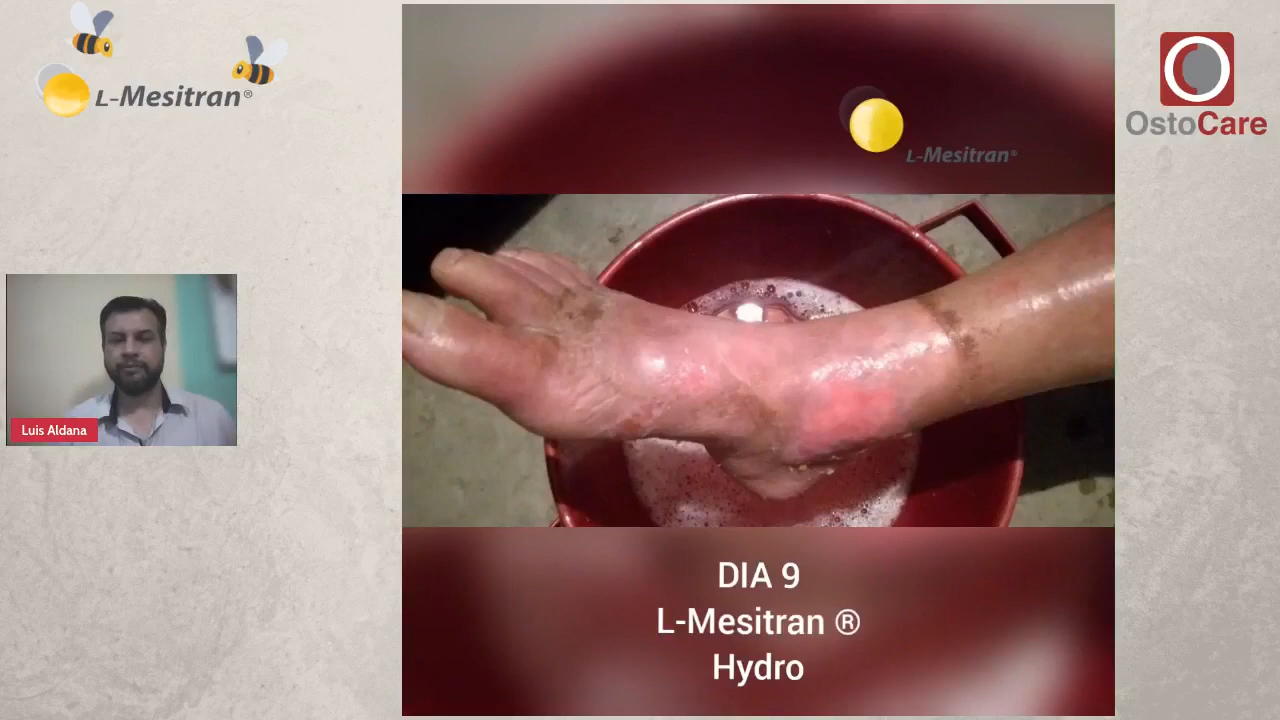 L-Mesitran®
L-Mesitran®
OstoCare
Luis Aldana
DIA 9
L-Mesitran ®
Hydro